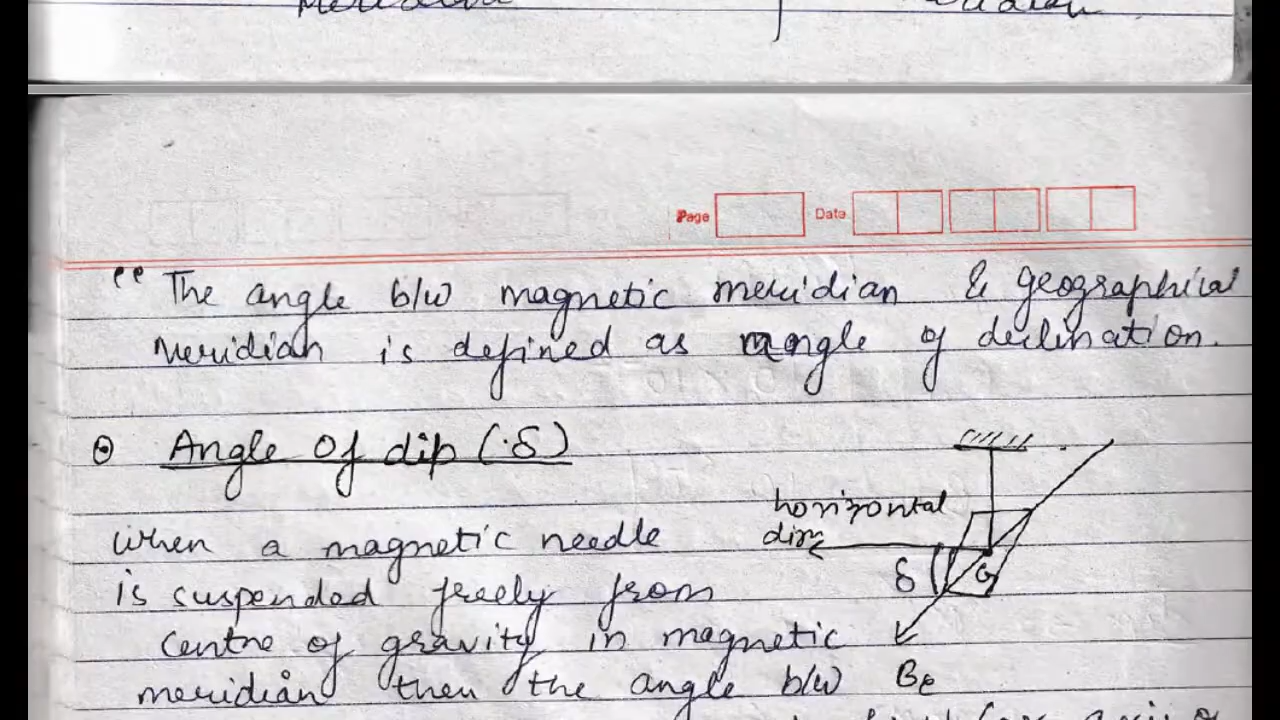 Page Date
" The angle b/w magnetic meridian & geographical
Meridian is defined as angle of declination.
Angle Of dip (δ)
horizontal
dirn
when a magnetic needle
is suspended freely from
δ
G
centre of gravity in magnetic
meridian then the angle b/w
BE